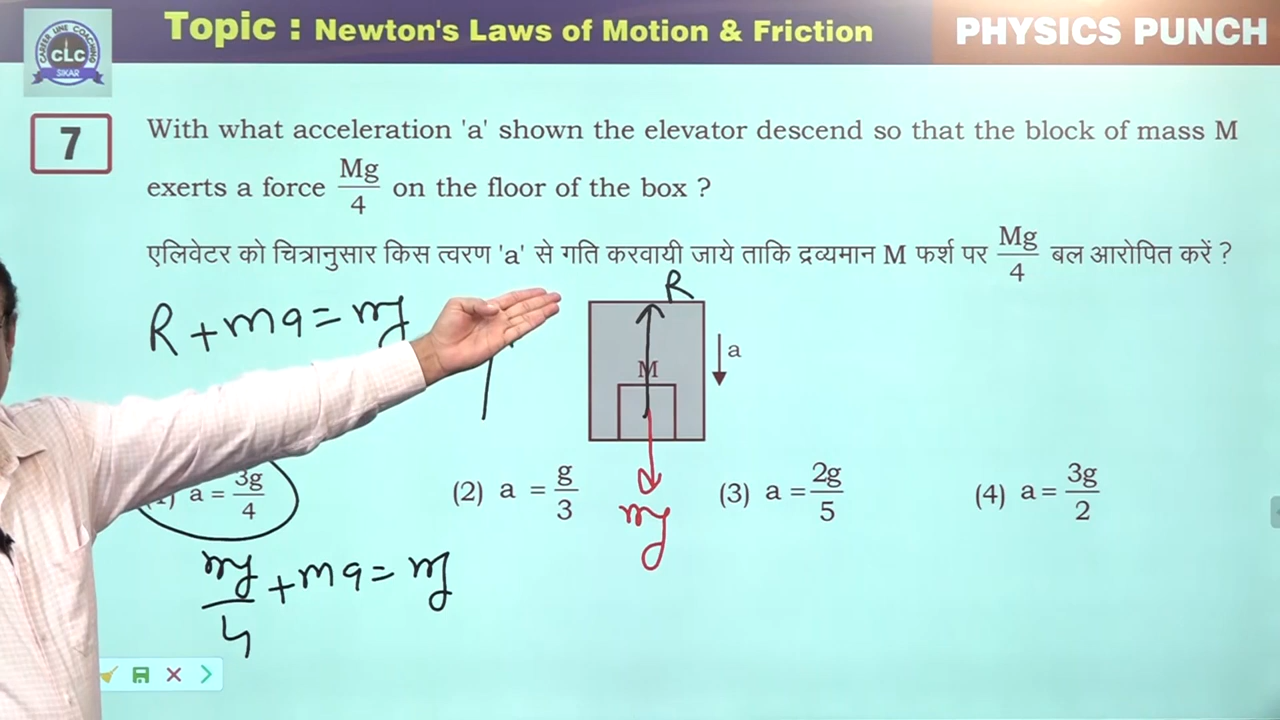 Topic : Newton's Laws of Motion & Friction
PHYSICS PUNCH
CAREER LINE COACHING
CLC
SIKAR
7
With what acceleration 'a' shown the elevator descend so that the block of mass M
exerts a force Mg/4 on the floor of the box ?
एलिवेटर को चित्रानुसार किस त्वरण 'a' से गति करवायी जाये ताकि द्रव्यमान M फर्श पर Mg/4 बल आरोपित करें ?
R
R + ma = mg
M
a
a = 3g/4
(2) a = g/3
(3) a = 2g/5
(4) a = 3g/2
mg
mg/4 + ma = mg